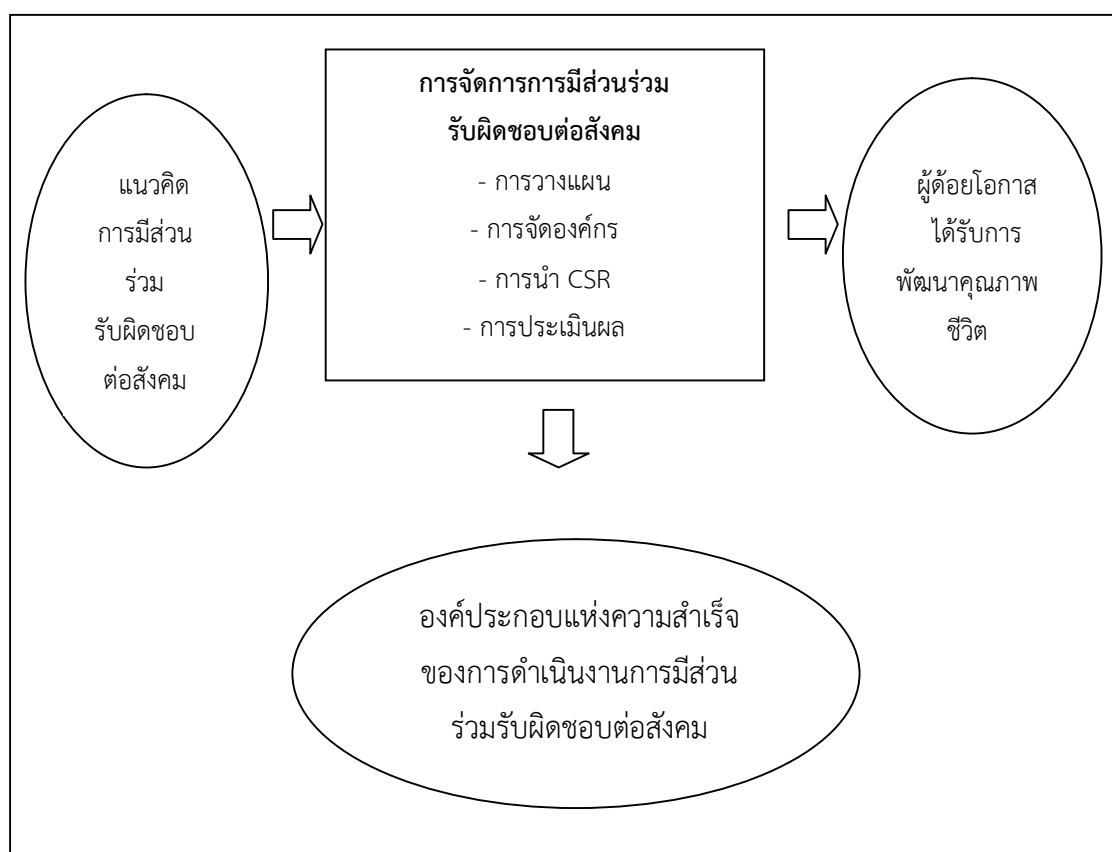 แนวคิด
การมีส่วน
ร่วม
รับผิดชอบ
ต่อสังคม
การจัดการการมีส่วนร่วม
รับผิดชอบต่อสังคม
- การวางแผน
- การจัดองค์กร
- การนำ CSR
- การประเมินผล
ผู้ด้อยโอกาส
ได้รับการ
พัฒนาคุณภาพ
ชีวิต
องค์ประกอบแห่งความสำเร็จ
ของการดำเนินงานการมีส่วน
ร่วมรับผิดชอบต่อสังคม